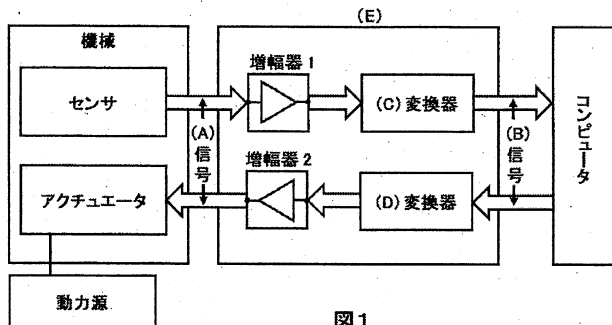 (E)
機械
増幅器 1
センサ
(C) 変換器
(A)
信号
(B)
信号
コンピュータ
増幅器 2
アクチュエータ
(D) 変換器
動力源
図1